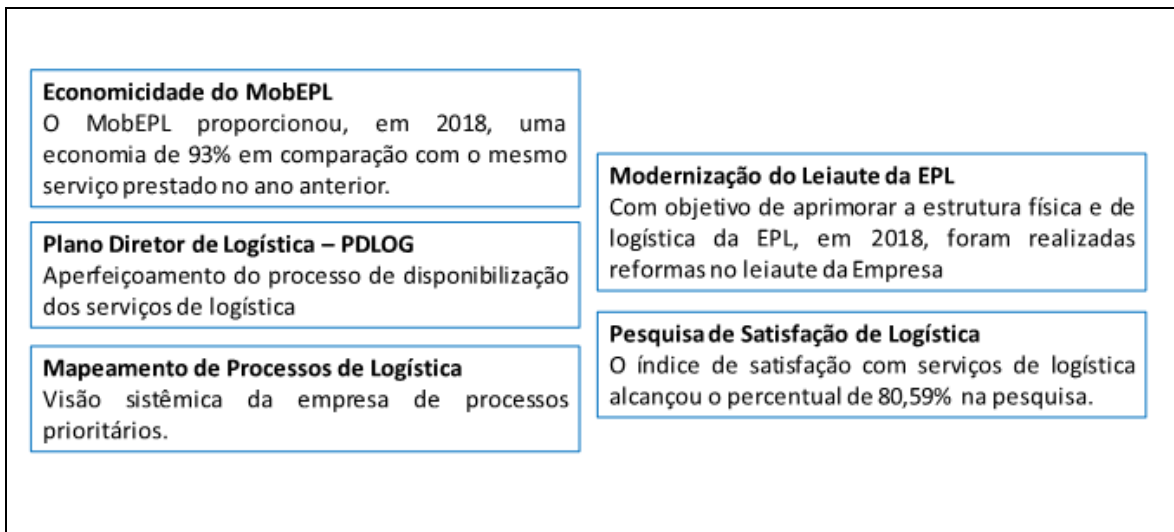 Economicidade do MobEPL
O MobEPL proporcionou, em 2018, uma
economia de 93% em comparação com o mesmo
serviço prestado no ano anterior.
Plano Diretor de Logística – PDLOG
Aperfeiçoamento do processo de disponibilização
dos serviços de logística
Mapeamento de Processos de Logística
Visão sistêmica da empresa de processos
prioritários.
Modernização do Leiaute da EPL
Com objetivo de aprimorar a estrutura física e de
logística da EPL, em 2018, foram realizadas
reformas no leiaute da Empresa
Pesquisa de Satisfação de Logística
O índice de satisfação com serviços de logística
alcançou o percentual de 80,59% na pesquisa.